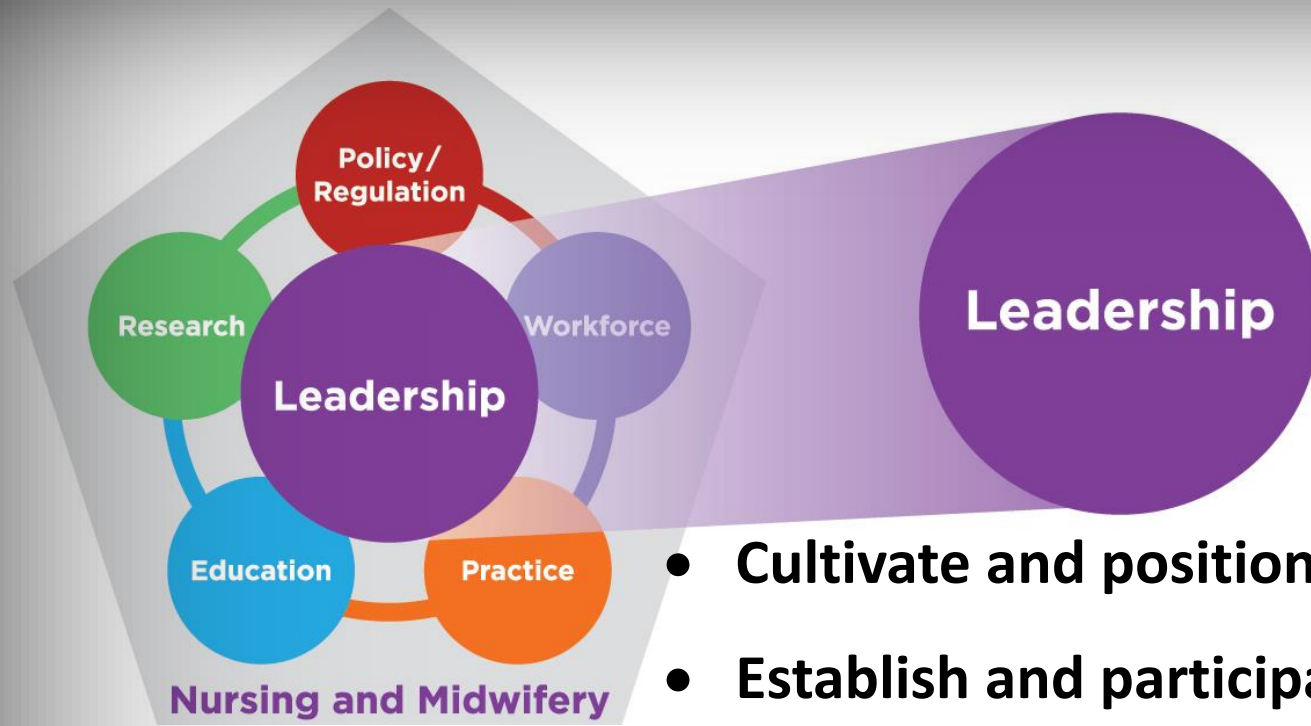 Policy/
Regulation
Research
Workforce
Leadership
Education
Practice
Nursing and Midwifery
Leadership
• Cultivate and position
• Establish and particip